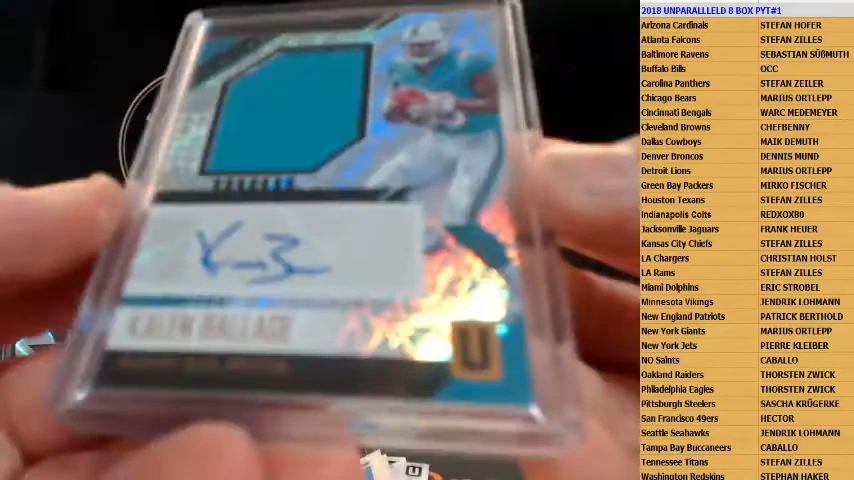 KALEN BALLAGE
U
2018 UNPARALLLELD 8 BOX PYT#1
Arizona Cardinals STEFAN HOFER
Atlanta Falcons STEFAN ZILLES
Baltimore Ravens SEBASTIAN SÜßMUTH
Buffalo Bills OCC
Carolina Panthers STEFAN ZEILER
Chicago Bears MARIUS ORTLEPP
Cincinnati Bengals WARC MEDEMEYER
Cleveland Browns CHEFBENNY
Dallas Cowboys MAIK DEMUTH
Denver Broncos DENNIS MUND
Detroit Lions MARIUS ORTLEPP
Green Bay Packers MIRKO FISCHER
Houston Texans STEFAN ZILLES
Indianapolis Colts REDXOX80
Jacksonville Jaguars FRANK HEUER
Kansas City Chiefs STEFAN ZILLES
LA Chargers CHRISTIAN HOLST
LA Rams STEFAN ZILLES
Miami Dolphins ERIC STROBEL
Minnesota Vikings JENDRIK LOHMANN
New England Patriots PATRICK BERTHOLD
New York Giants MARIUS ORTLEPP
New York Jets PIERRE KLEIBER
NO Saints CABALLO
Oakland Raiders THORSTEN ZWICK
Philadelphia Eagles THORSTEN ZWICK
Pittsburgh Steelers SASCHA KRÜGERKE
San Francisco 49ers HECTOR
Seattle Seahawks JENDRIK LOHMANN
Tampa Bay Buccaneers CABALLO
Tennessee Titans STEFAN ZILLES
Washington Redskins STEPHAN HAKER